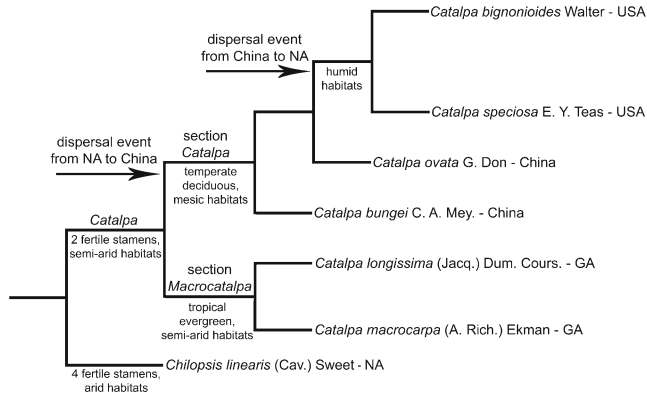 Catalpa bignonioides Walter - USA
dispersal event
from China to NA
humid
habitats
Catalpa speciosa E. Y. Teas - USA
dispersal event
from NA to China
section
Catalpa
temperate
deciduous,
mesic habitats
Catalpa ovata G. Don - China
Catalpa bungei C. A. Mey. - China
Catalpa
2 fertile stamens,
semi-arid habitats
section
Macrocatalpa
tropical
evergreen,
semi-arid habitats
Catalpa longissima (Jacq.) Dum. Cours. - GA
Catalpa macrocarpa (A. Rich.) Ekman - GA
Chilopsis linearis (Cav.) Sweet - NA
4 fertile stamens,
arid habitats